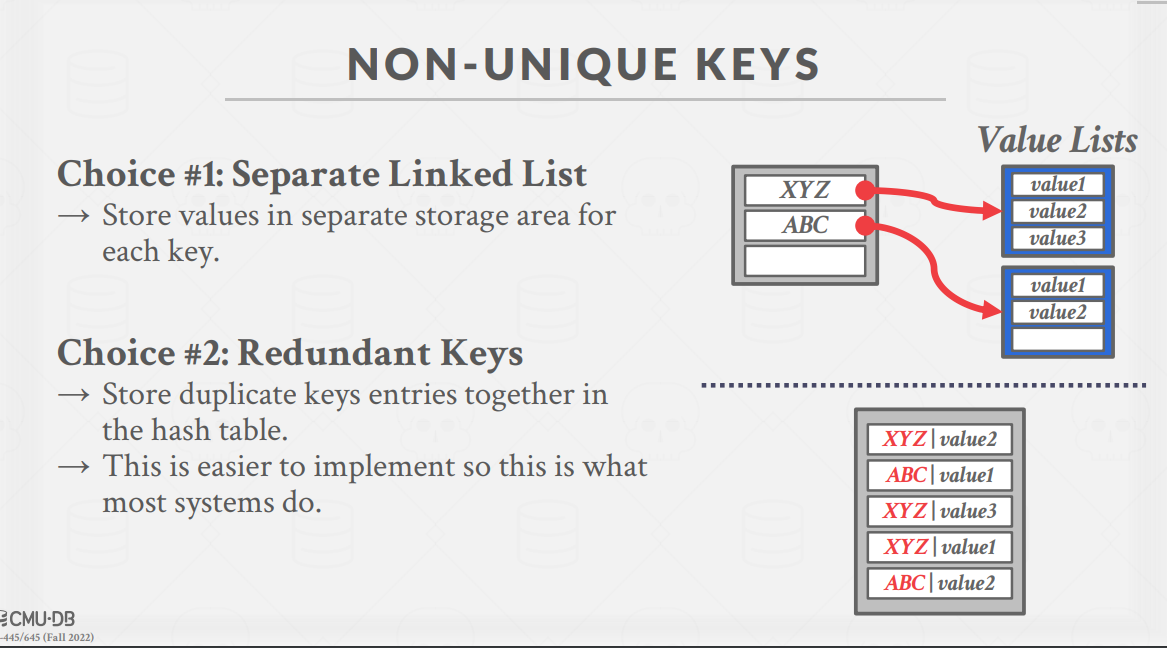 NON-UNIQUE KEYS
Choice #1: Separate Linked List
→ Store values in separate storage area for
each key.
Choice #2: Redundant Keys
→ Store duplicate keys entries together in
the hash table.
→ This is easier to implement so this is what
most systems do.
Value Lists
XYZ
ABC
value1
value2
value3
value1
value2
XYZ|value2
ABC|value1
XYZ|value3
XYZ|value1
ABC|value2
CMU·DB
-445/645 (Fall 2022)